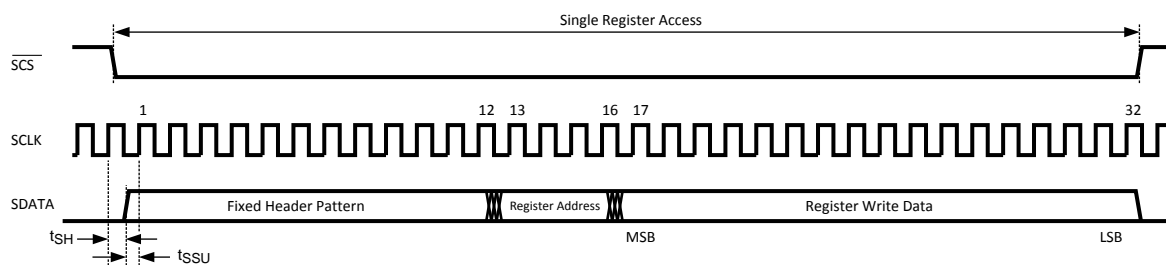 Single Register Access
SCS
1 12 13 16 17 32
SCLK
SDATA Fixed Header Pattern Register Address Register Write Data
tSH MSB LSB
tSSU